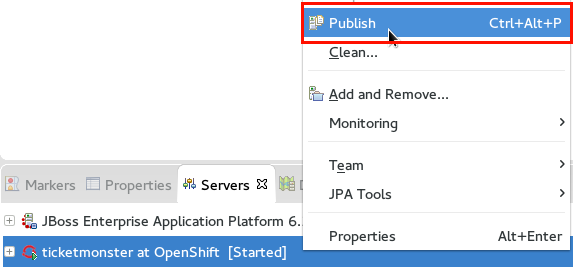 Publish Ctrl+Alt+P
Clean...
Add and Remove...
Monitoring
Team
JPA Tools
Properties Alt+Enter
Markers Properties Servers
JBoss Enterprise Application Platform 6...
ticketmonster at OpenShift [Started]